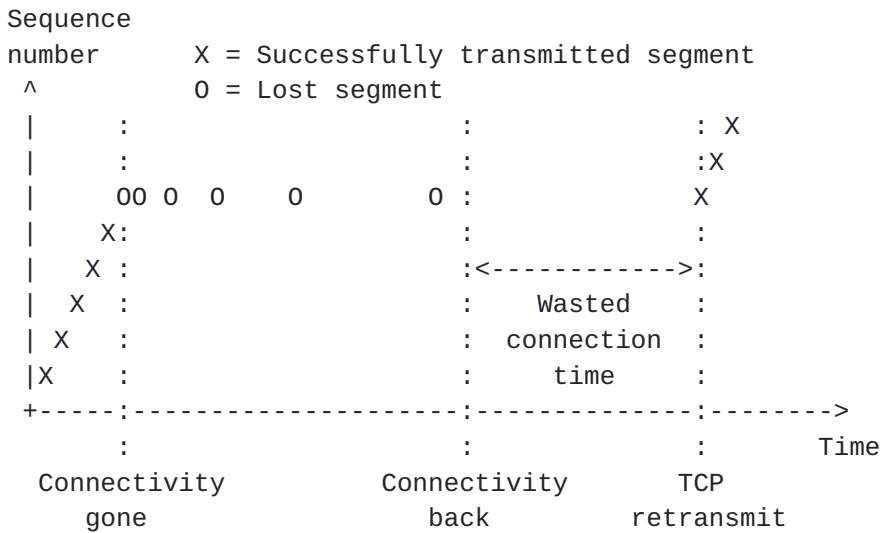 Sequence
number      X = Successfully transmitted segment
 ^          O = Lost segment
 |     :                     :              : X
 |     :                     :              :X
 |     OO O  O    O        O :              X
 |    X:                     :              :
 |   X :                     :<------------>:
 |  X  :                     :    Wasted    :
 | X   :                     :  connection  :
 |X    :                     :     time     :
 +-----:---------------------:--------------:-------->
       :                     :              :       Time
  Connectivity          Connectivity       TCP
     gone                  back         retransmit